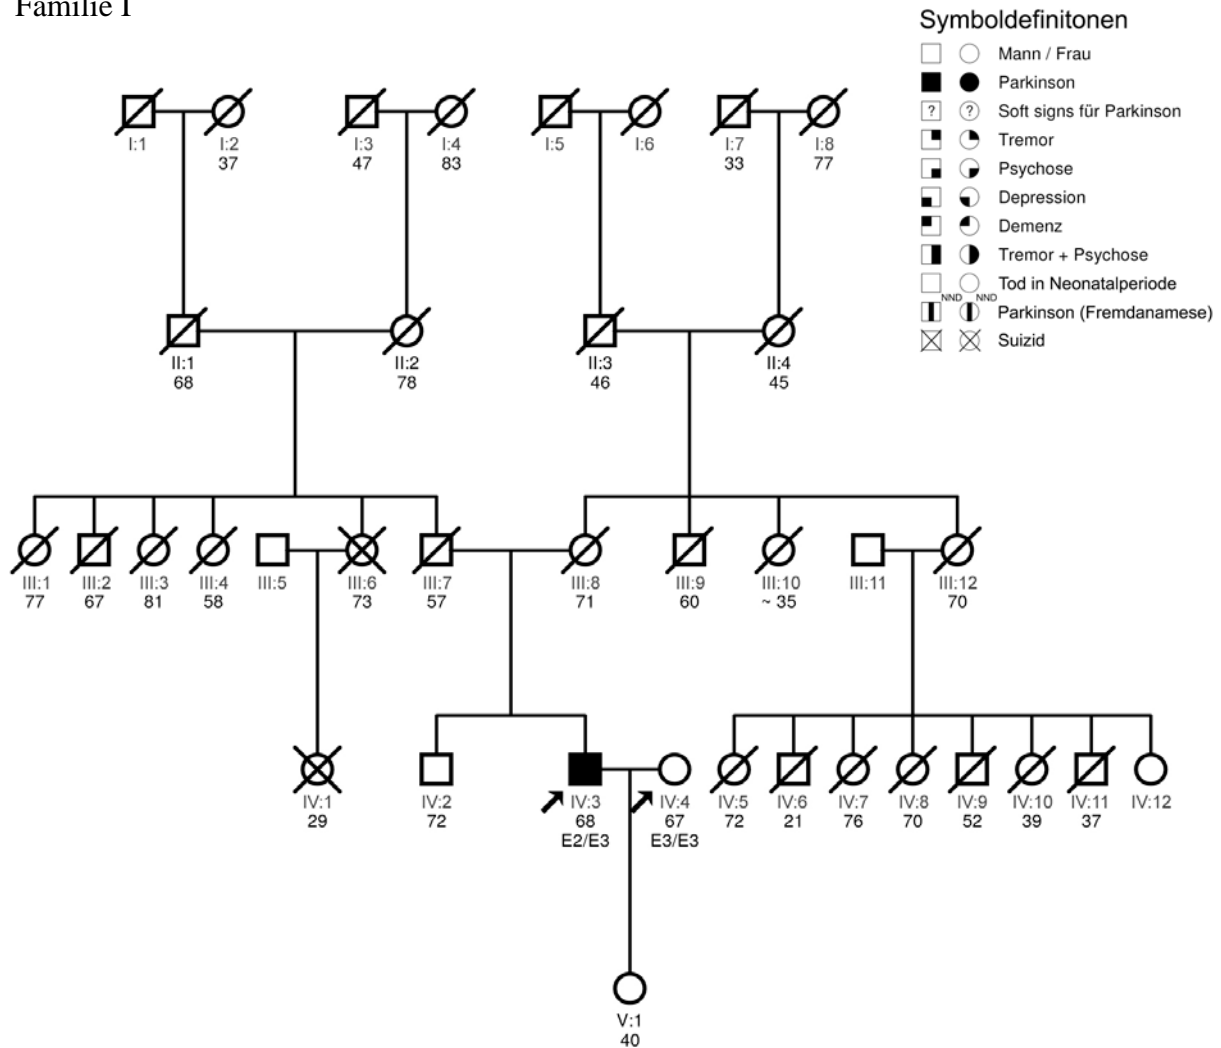 Familie I
Symboldefinitonen
Mann / Frau
Parkinson
? ? Soft signs für Parkinson
Tremor
Psychose
Depression
Demenz
Tremor + Psychose
Tod in Neonatalperiode
NND NND
Parkinson (Fremdanamese)
Suizid
I:1 I:2 I:3 I:4 I:5 I:6 I:7 I:8
37 47 83 33 77
II:1 II:2 II:3 II:4
68 78 46 45
III:1 III:2 III:3 III:4 III:5 III:6 III:7 III:8 III:9 III:10 III:11 III:12
77 67 81 58 73 57 71 60 ~ 35 70
IV:1 IV:2 IV:3 IV:4 IV:5 IV:6 IV:7 IV:8 IV:9 IV:10 IV:11 IV:12
29 72 68 67 72 21 76 70 52 39 37
E2/E3 E3/E3
V:1
40